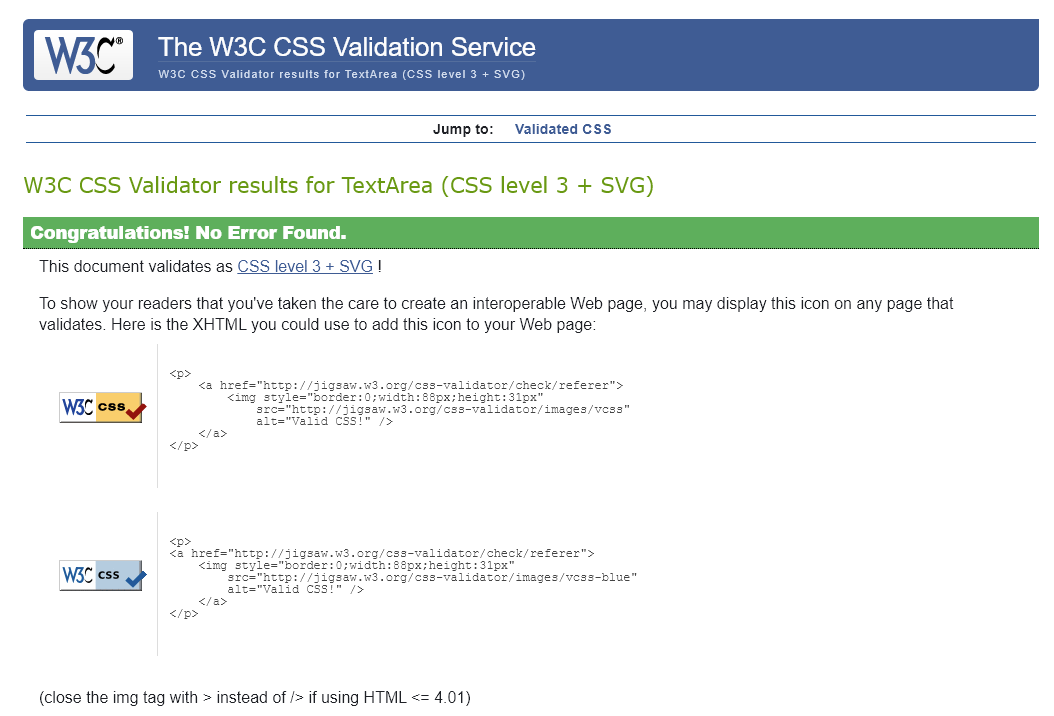 W3C®
The W3C CSS Validation Service
W3C CSS Validator results for TextArea (CSS level 3 + SVG)
Jump to: Validated CSS
W3C CSS Validator results for TextArea (CSS level 3 + SVG)
Congratulations! No Error Found.
This document validates as CSS level 3 + SVG !
To show your readers that you've taken the care to create an interoperable Web page, you may display this icon on any page that
validates. Here is the XHTML you could use to add this icon to your Web page:
W3C css
<p>
    <a href="http://jigsaw.w3.org/css-validator/check/referer">
        <img style="border:0;width:88px;height:31px"
            src="http://jigsaw.w3.org/css-validator/images/vcss"
            alt="Valid CSS!" />
    </a>
</p>
W3C css
<p>
<a href="http://jigsaw.w3.org/css-validator/check/referer">
    <img style="border:0;width:88px;height:31px"
        src="http://jigsaw.w3.org/css-validator/images/vcss-blue"
        alt="Valid CSS!" />
    </a>
</p>
(close the img tag with > instead of /> if using HTML <= 4.01)